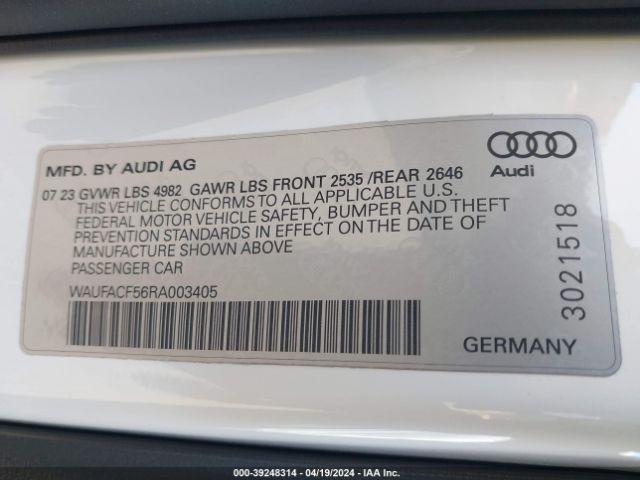 MFD. BY AUDI AG
07 23 GVWR LBS 4982 GAWR LBS FRONT 2535 /REAR 2646
THIS VEHICLE CONFORMS TO ALL APPLICABLE U.S.
FEDERAL MOTOR VEHICLE SAFETY, BUMPER AND THEFT
PREVENTION STANDARDS IN EFFECT ON THE DATE OF
MANUFACTURE SHOWN ABOVE
PASSENGER CAR
WAUFACF56RA003405
Audi
3021518
GERMANY
000-39248314 / 04/19/2024 / IAA Inc.